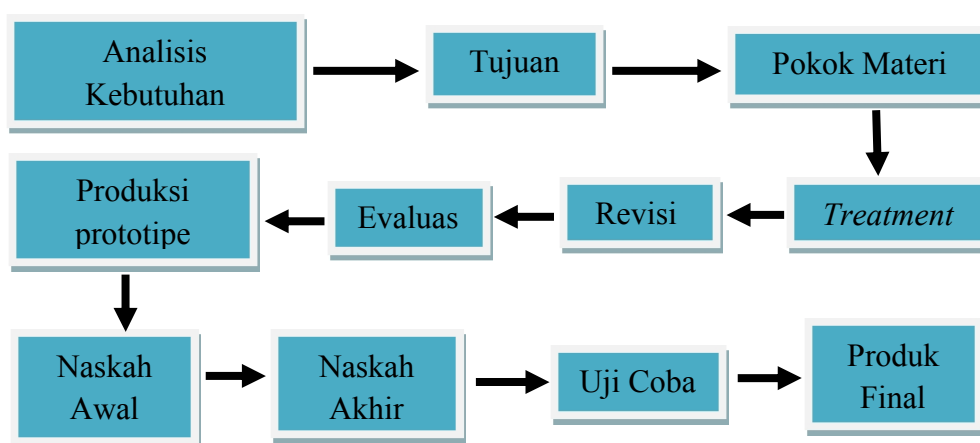 Analisis
Kebutuhan
Tujuan
Pokok Materi
Treatment
Revisi
Evaluas
Produksi
prototipe
Naskah
Awal
Naskah
Akhir
Uji Coba
Produk
Final